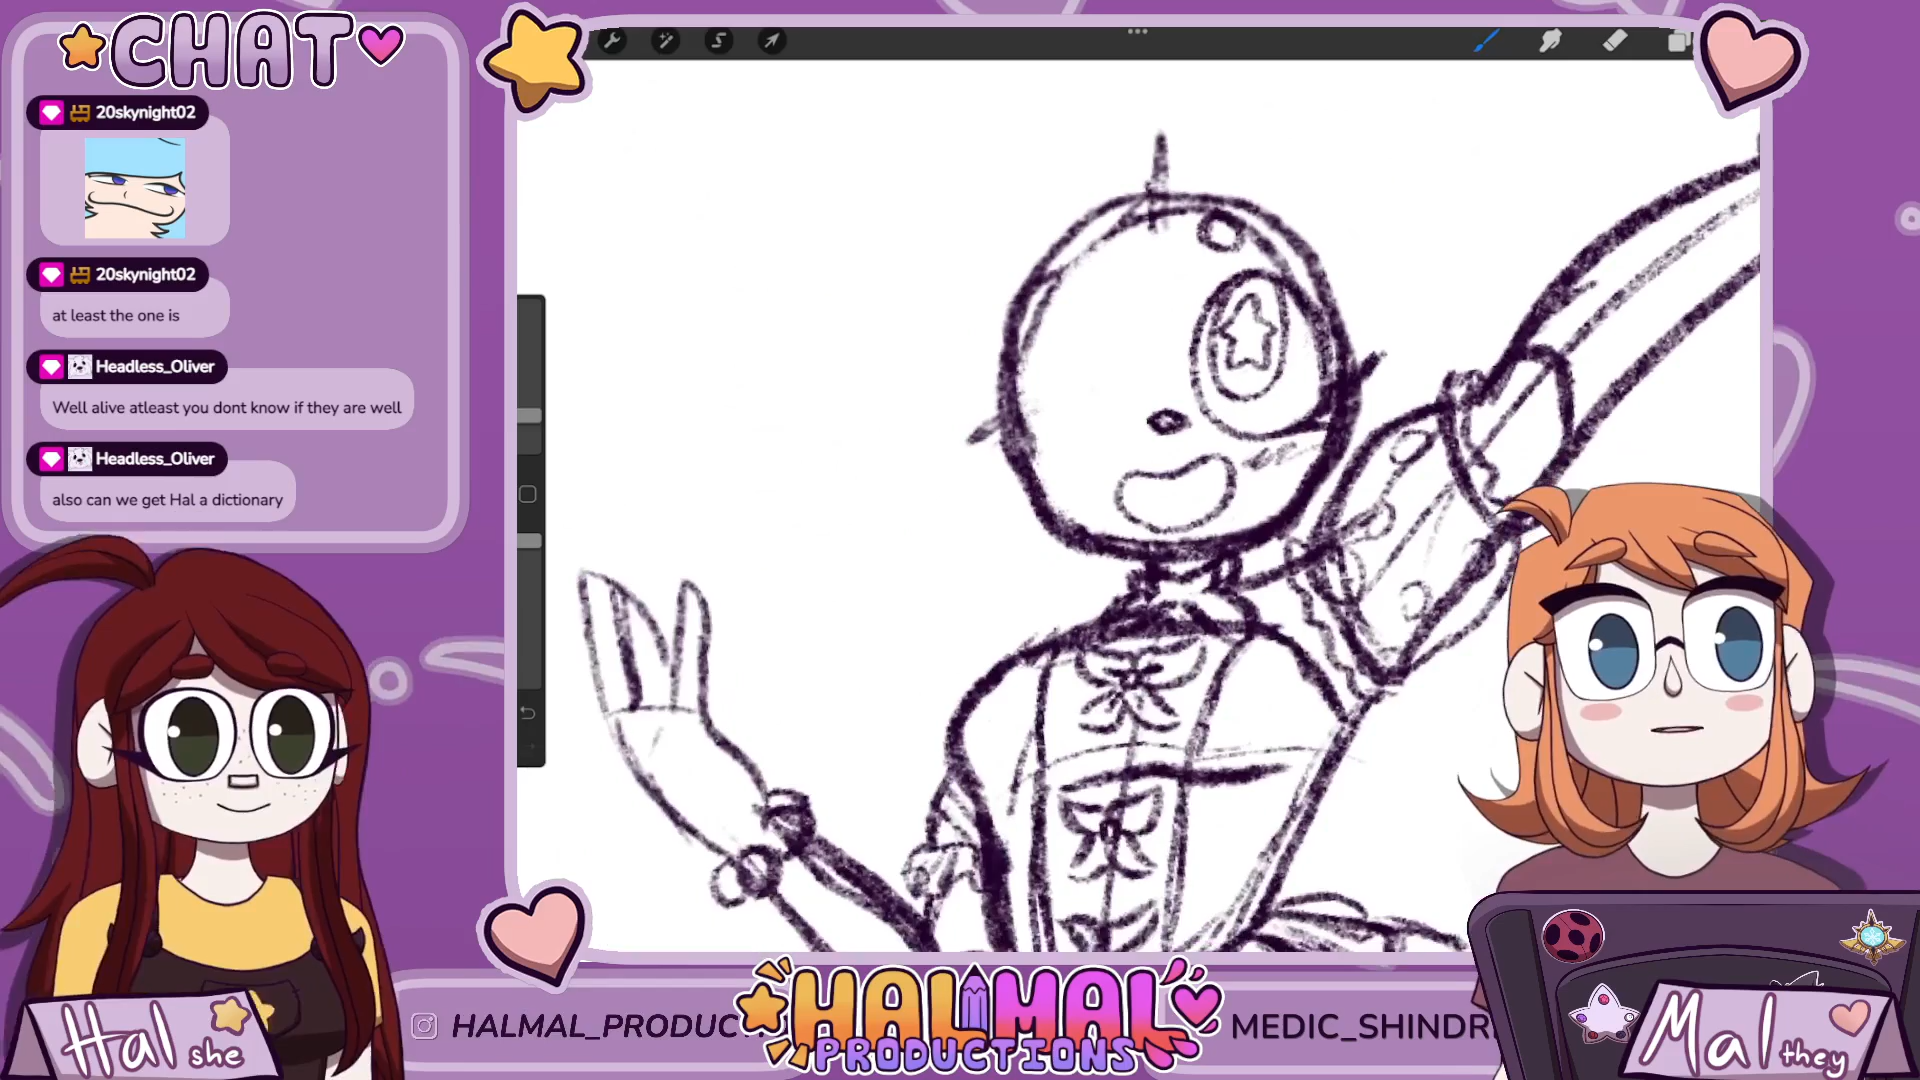 CHAT
20skynight02
20skynight02
at least the one is
Headless_Oliver
Well alive atleast you dont know if they are well
Headless_Oliver
also can we get Hal a dictionary
Hal she
HALMAL_PRODUC
HALMAL
PRODUCTIONS
MEDIC_SHINDR
Mal they